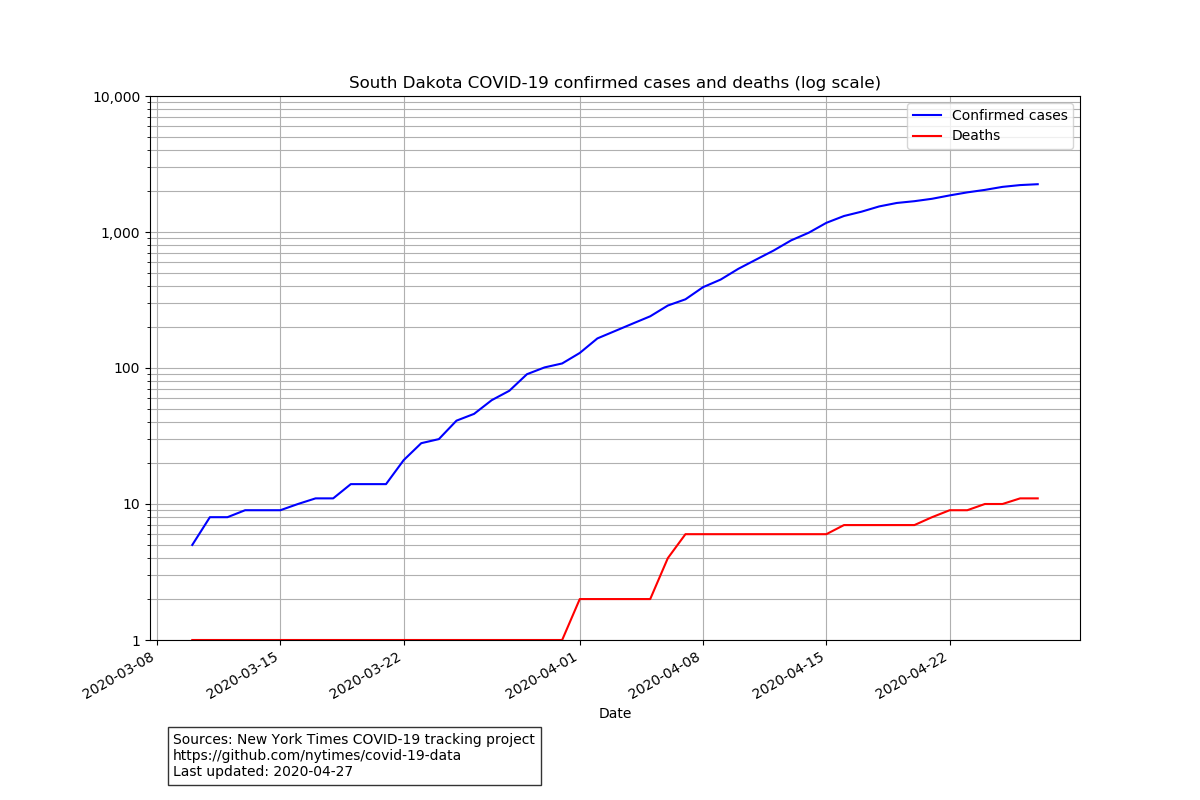 South Dakota COVID-19 confirmed cases and deaths (log scale)
10,000
1,000
100
10
1
Confirmed cases
Deaths
2020-03-08
2020-03-15
2020-03-22
2020-04-01
2020-04-08
2020-04-15
2020-04-22
Date
Sources: New York Times COVID-19 tracking project
https://github.com/nytimes/covid-19-data
Last updated: 2020-04-27